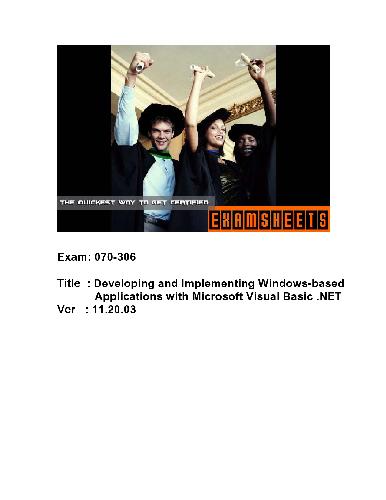 THE QUICKEST WAY TO GET CERTIFIED
EXAMSHEETS
Exam: 070-306
Title : Developing and Implementing Windows-based
Applications with Microsoft Visual Basic .NET
Ver : 11.20.03